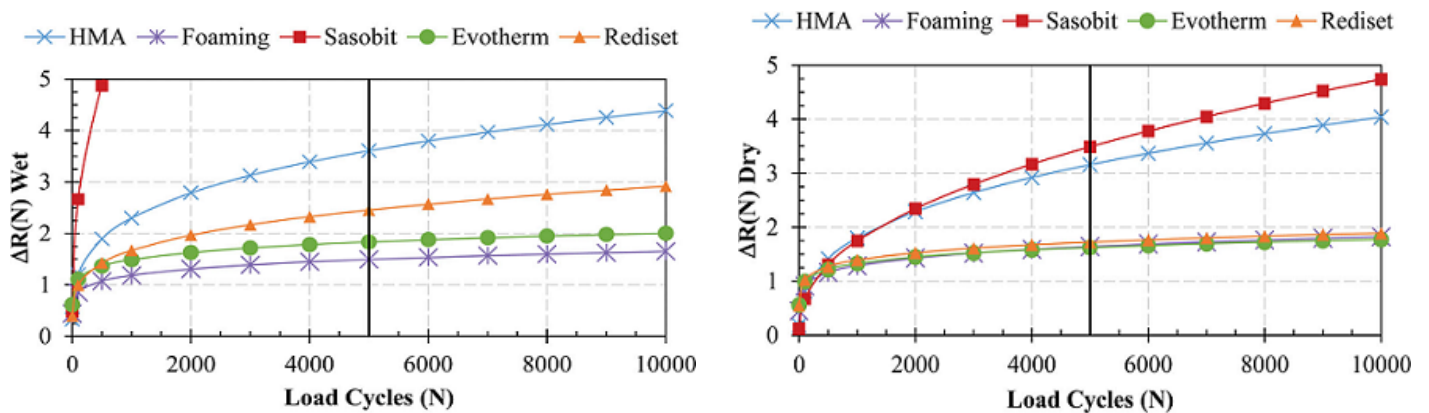 HMA Foaming Sasobit Evotherm Rediset
5
4
3
2
1
0
ΔR(N) Wet
0 2000 4000 6000 8000 10000
Load Cycles (N)
HMA Foaming Sasobit Evotherm Rediset
5
4
3
2
1
0
ΔR(N) Dry
0 2000 4000 6000 8000 10000
Load Cycles (N)